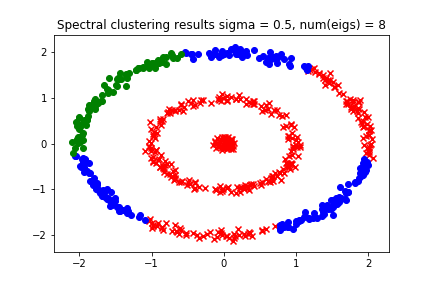 Spectral clustering results sigma = 0.5, num(eigs) = 8
2
1
0
−1
−2
−2 −1 0 1 2